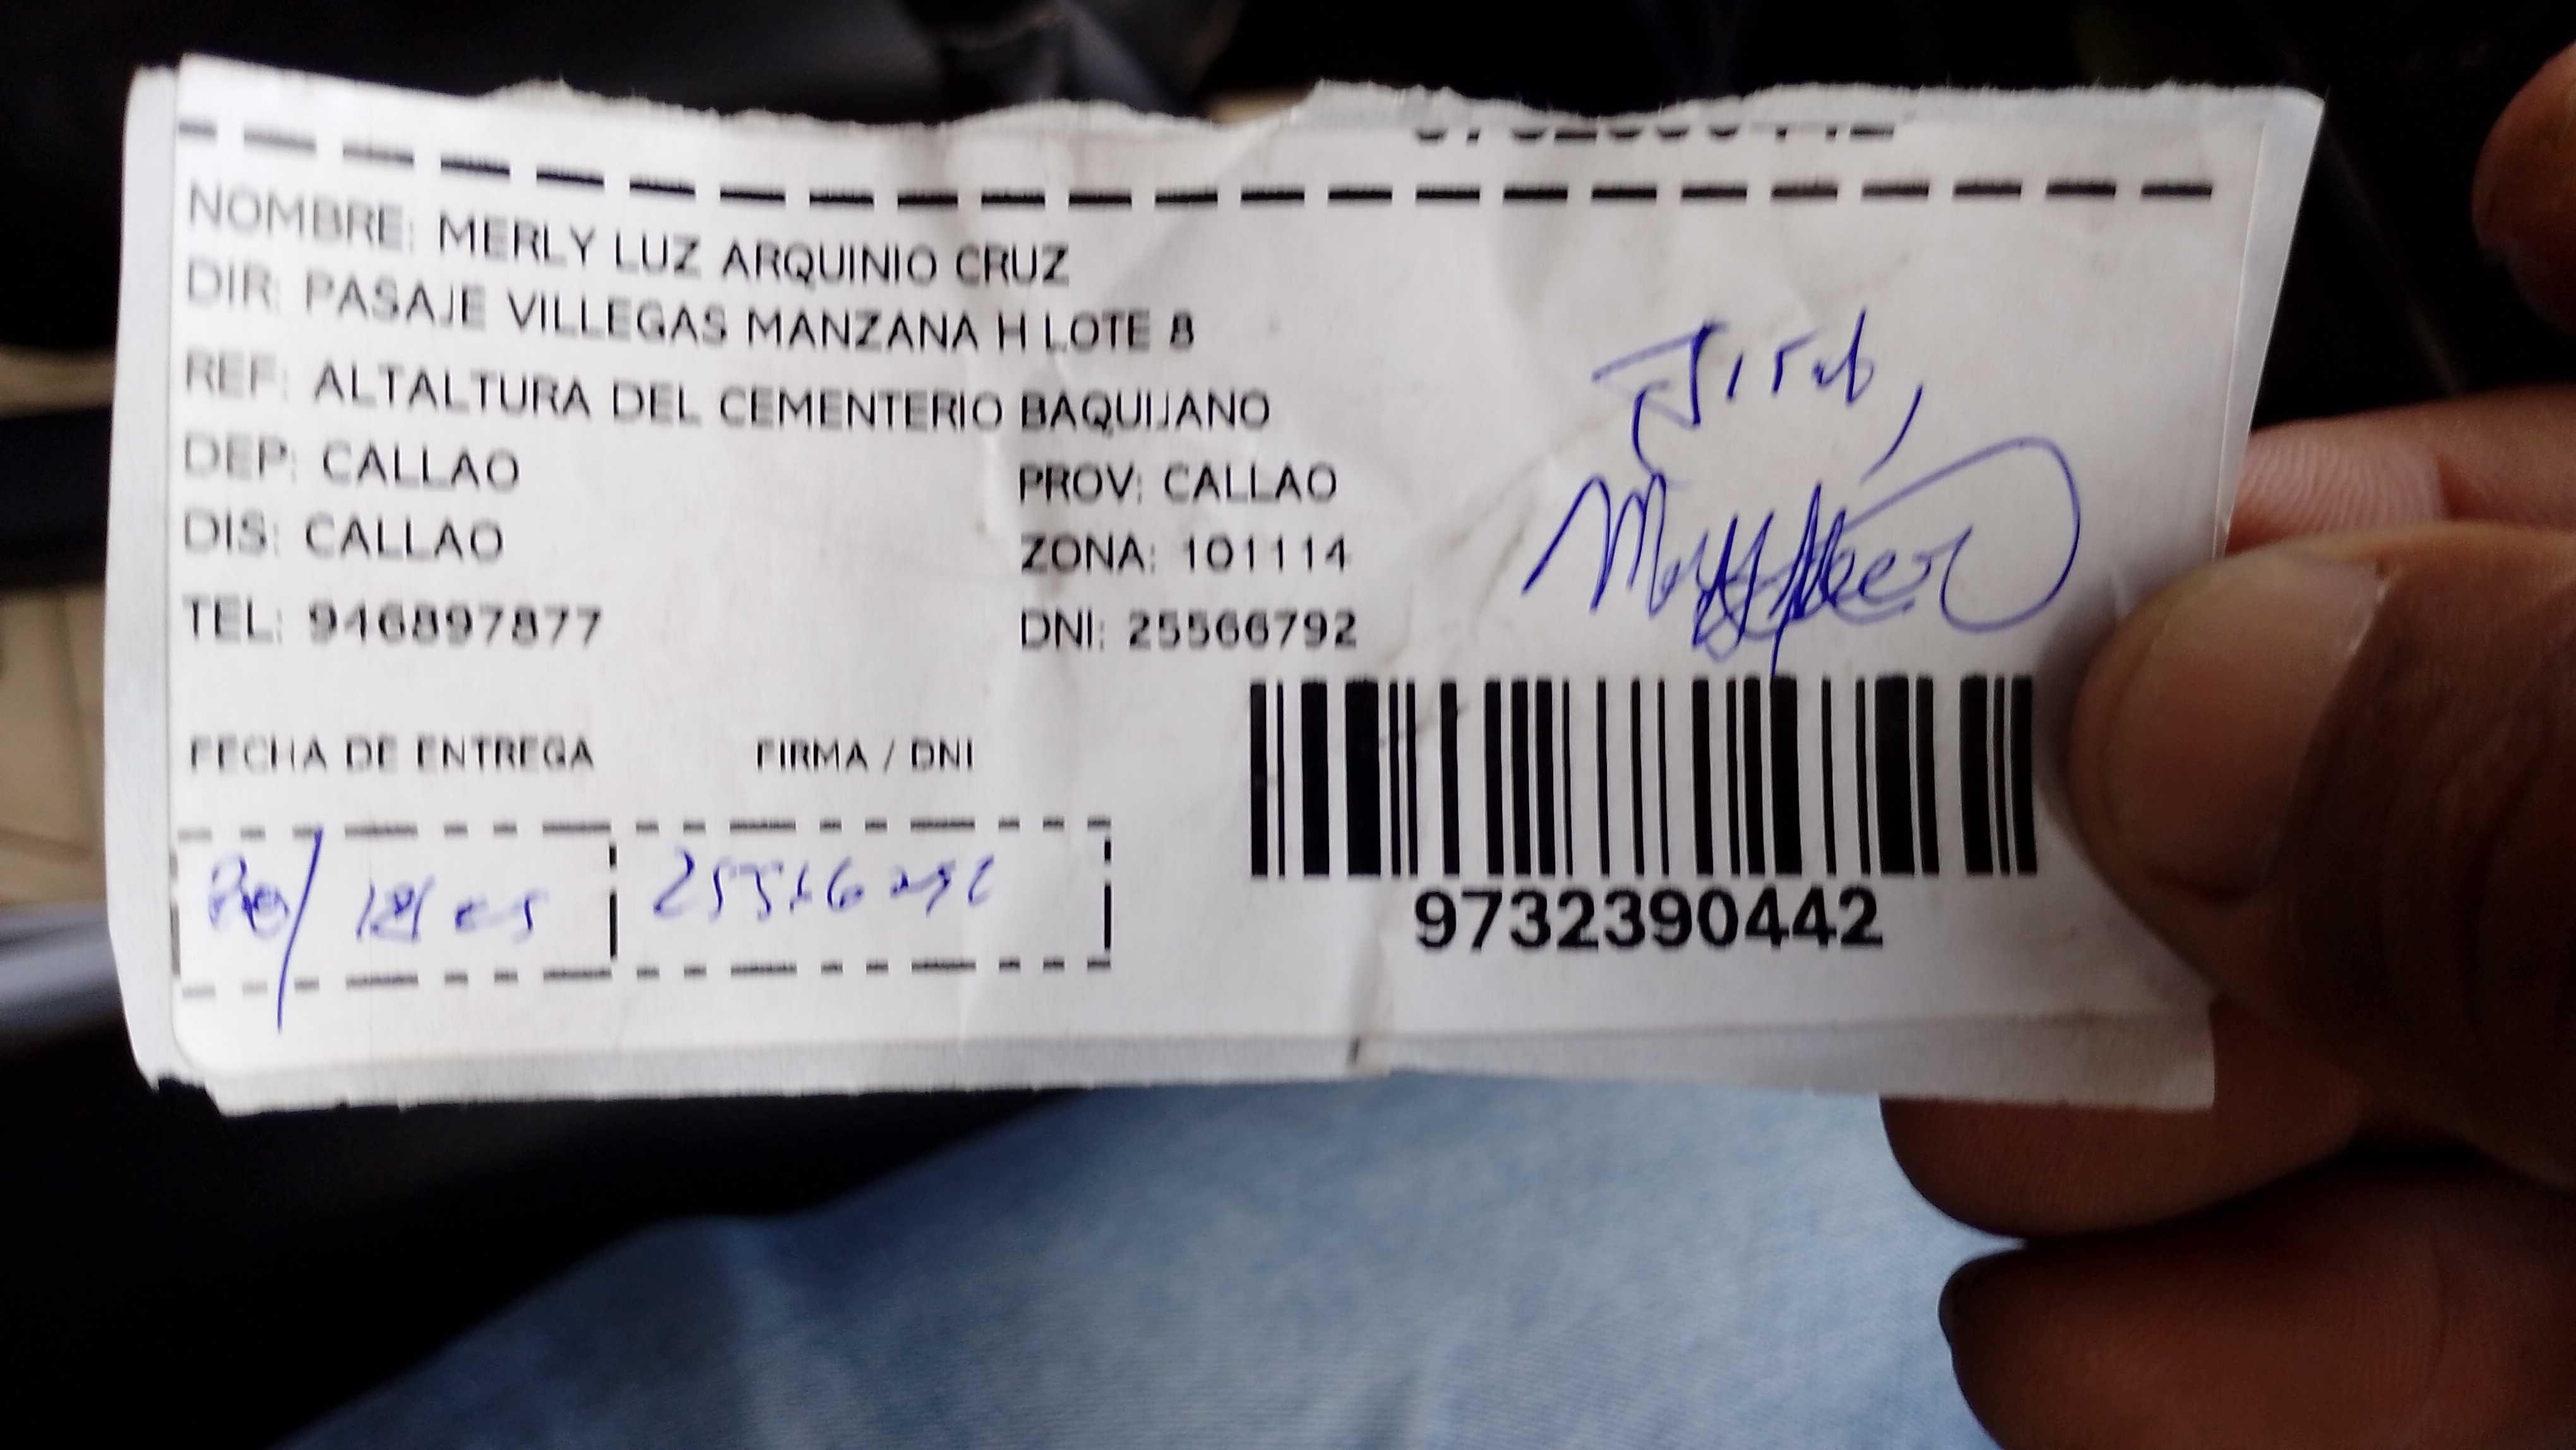 NOMBRE: MERLY LUZ ARQUINIO CRUZ
DIR: PASAJE VILLEGAS MANZANA H LOTE 8
REF: ALTALTURA DEL CEMENTERIO BAQUIJANO
DEP: CALLAO PROV: CALLAO
DIS: CALLAO ZONA: 101114
TEL: 946897877 DNI: 25566792
FECHA DE ENTREGA FIRMA / DNI
9732390442